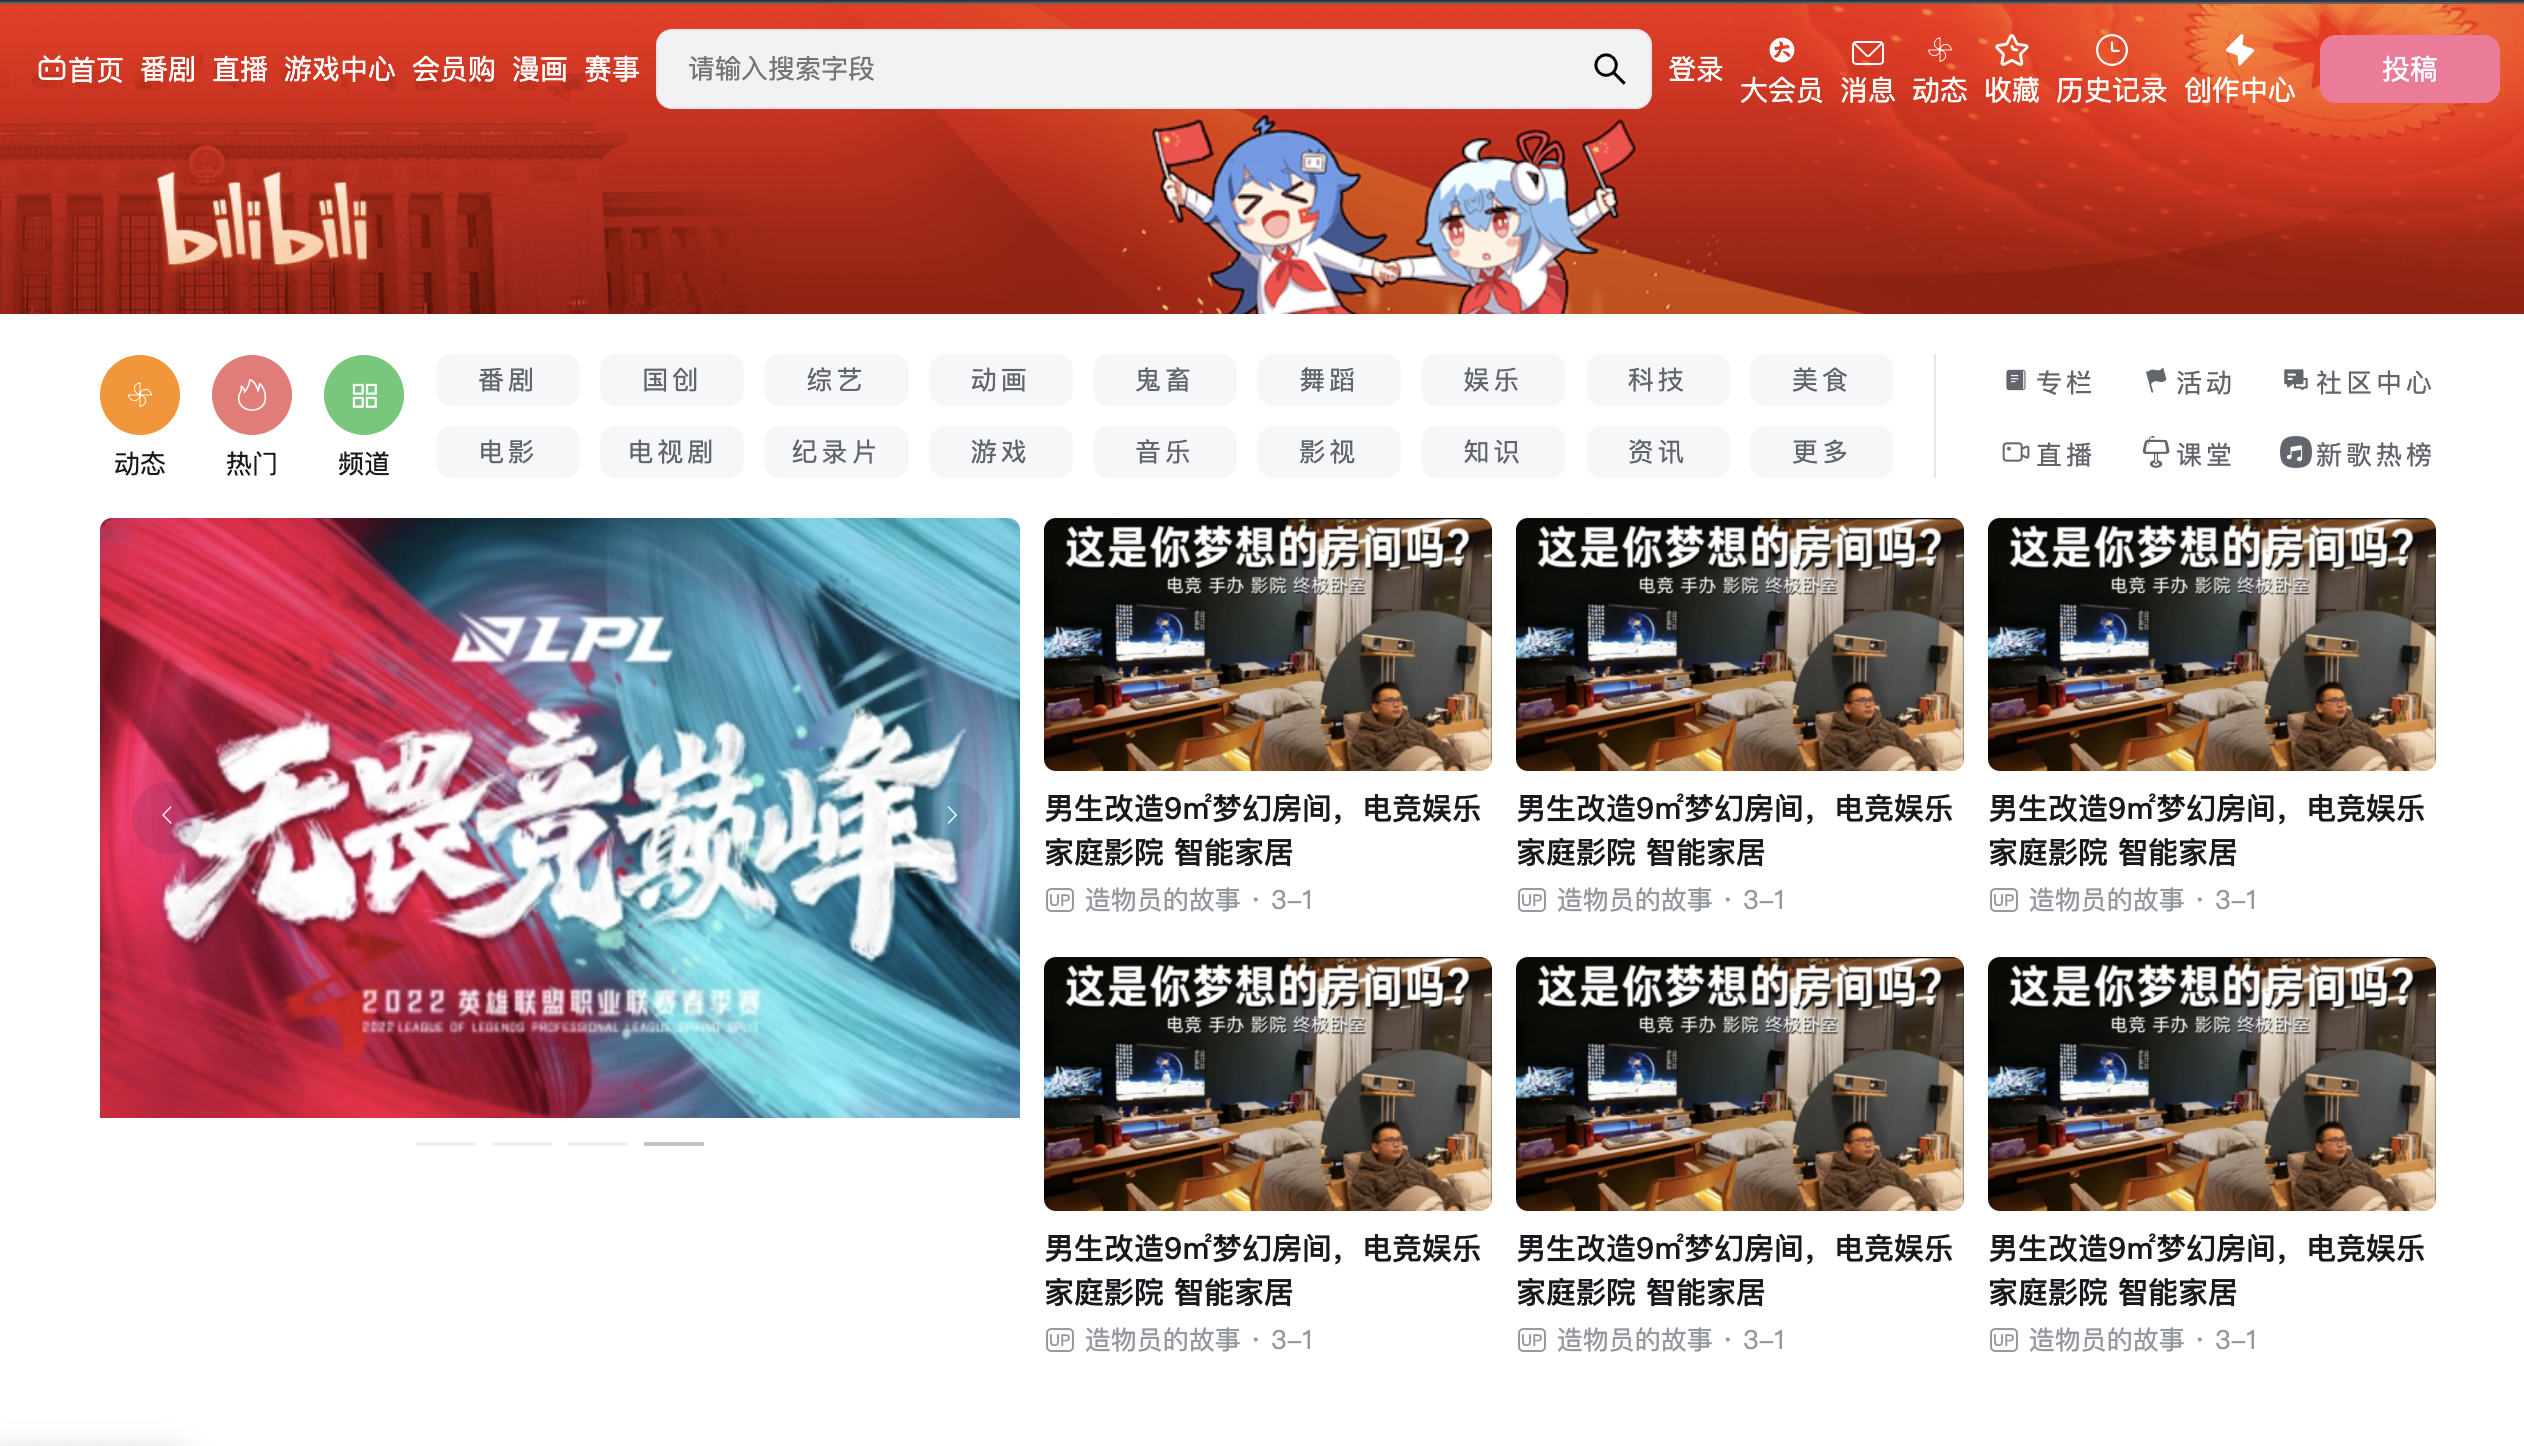 首页 番剧 直播 游戏中心 会员购 漫画 赛事 请输入搜索字段 登录 大会员 消息 动态 收藏 历史记录 创作中心 投稿
bilibili
动态 热门 频道
番剧 国创 综艺 动画 鬼畜 舞蹈 娱乐 科技 美食
电影 电视剧 纪录片 游戏 音乐 影视 知识 资讯 更多
专栏 活动 社区中心
直播 课堂 新歌热榜
LPL
无畏竞巅峰
2022 英雄联盟职业联赛春季赛
2022 LEAGUE OF LEGENDS PROFESSIONAL LEAGUE SPRING SPLIT
这是你梦想的房间吗?
电竞 手办 影院 终极卧室
男生改造9㎡梦幻房间，电竞娱乐
家庭影院 智能家居
UP 造物员的故事 · 3-1
这是你梦想的房间吗?
电竞 手办 影院 终极卧室
男生改造9㎡梦幻房间，电竞娱乐
家庭影院 智能家居
UP 造物员的故事 · 3-1
这是你梦想的房间吗?
电竞 手办 影院 终极卧室
男生改造9㎡梦幻房间，电竞娱乐
家庭影院 智能家居
UP 造物员的故事 · 3-1
这是你梦想的房间吗?
电竞 手办 影院 终极卧室
男生改造9㎡梦幻房间，电竞娱乐
家庭影院 智能家居
UP 造物员的故事 · 3-1
这是你梦想的房间吗?
电竞 手办 影院 终极卧室
男生改造9㎡梦幻房间，电竞娱乐
家庭影院 智能家居
UP 造物员的故事 · 3-1
这是你梦想的房间吗?
电竞 手办 影院 终极卧室
男生改造9㎡梦幻房间，电竞娱乐
家庭影院 智能家居
UP 造物员的故事 · 3-1